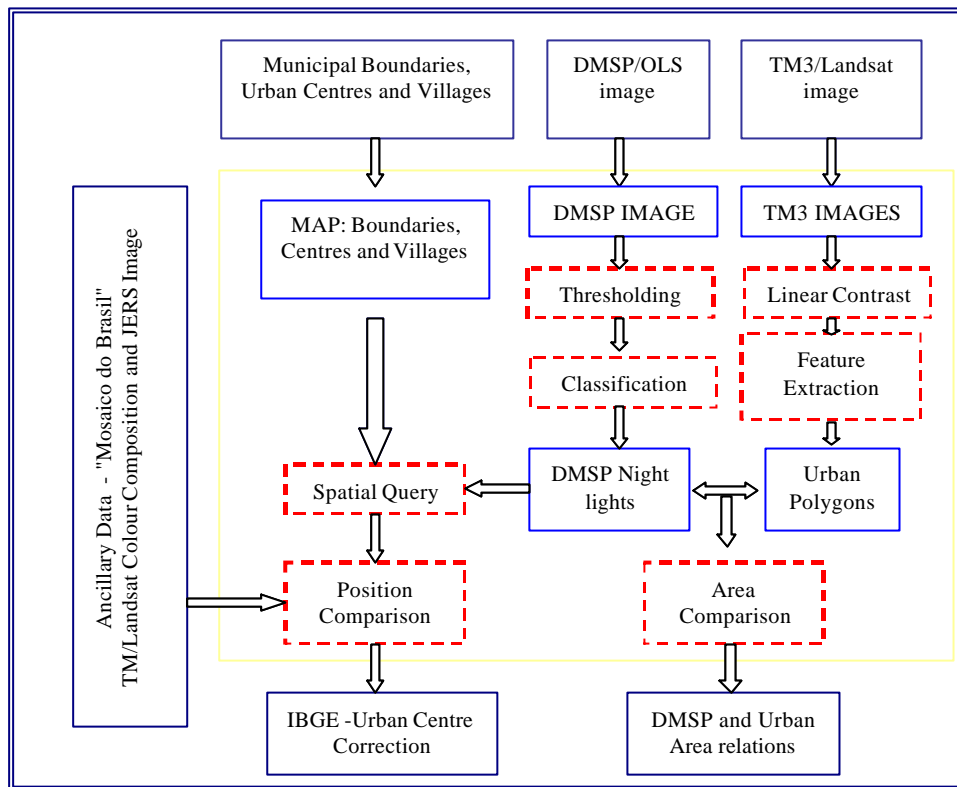 Municipal Boundaries,
Urban Centres and Villages
DMSP/OLS
image
TM3/Landsat
image
Ancillary Data - "Mosaico do Brasil"
TM/Landsat Colour Composition and JERS Image
MAP: Boundaries,
Centres and Villages
DMSP IMAGE
TM3 IMAGES
Thresholding
Linear Contrast
Classification
Feature
Extraction
Spatial Query
DMSP Night
lights
Urban
Polygons
Position
Comparison
Area
Comparison
IBGE -Urban Centre
Correction
DMSP and Urban
Area relations